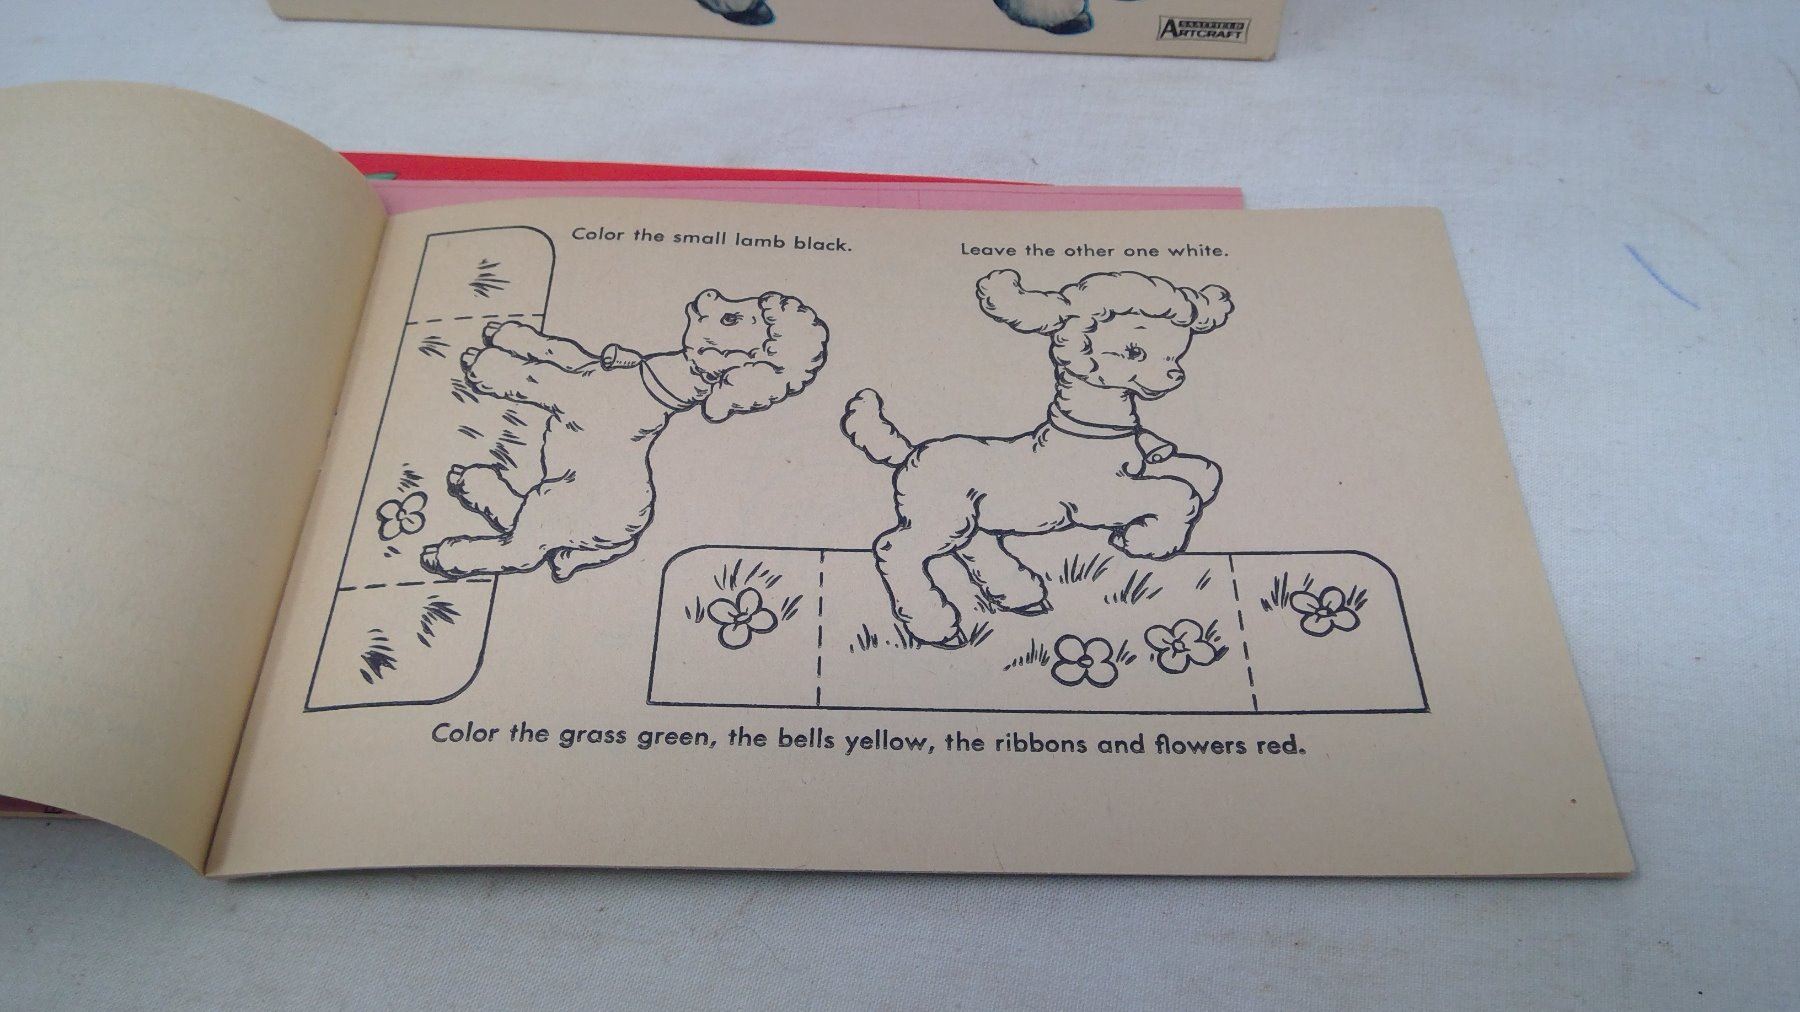 SAALFIELD
ARTCRAFT
Color the small lamb black.
Leave the other one white.
Color the grass green, the bells yellow, the ribbons and flowers red.